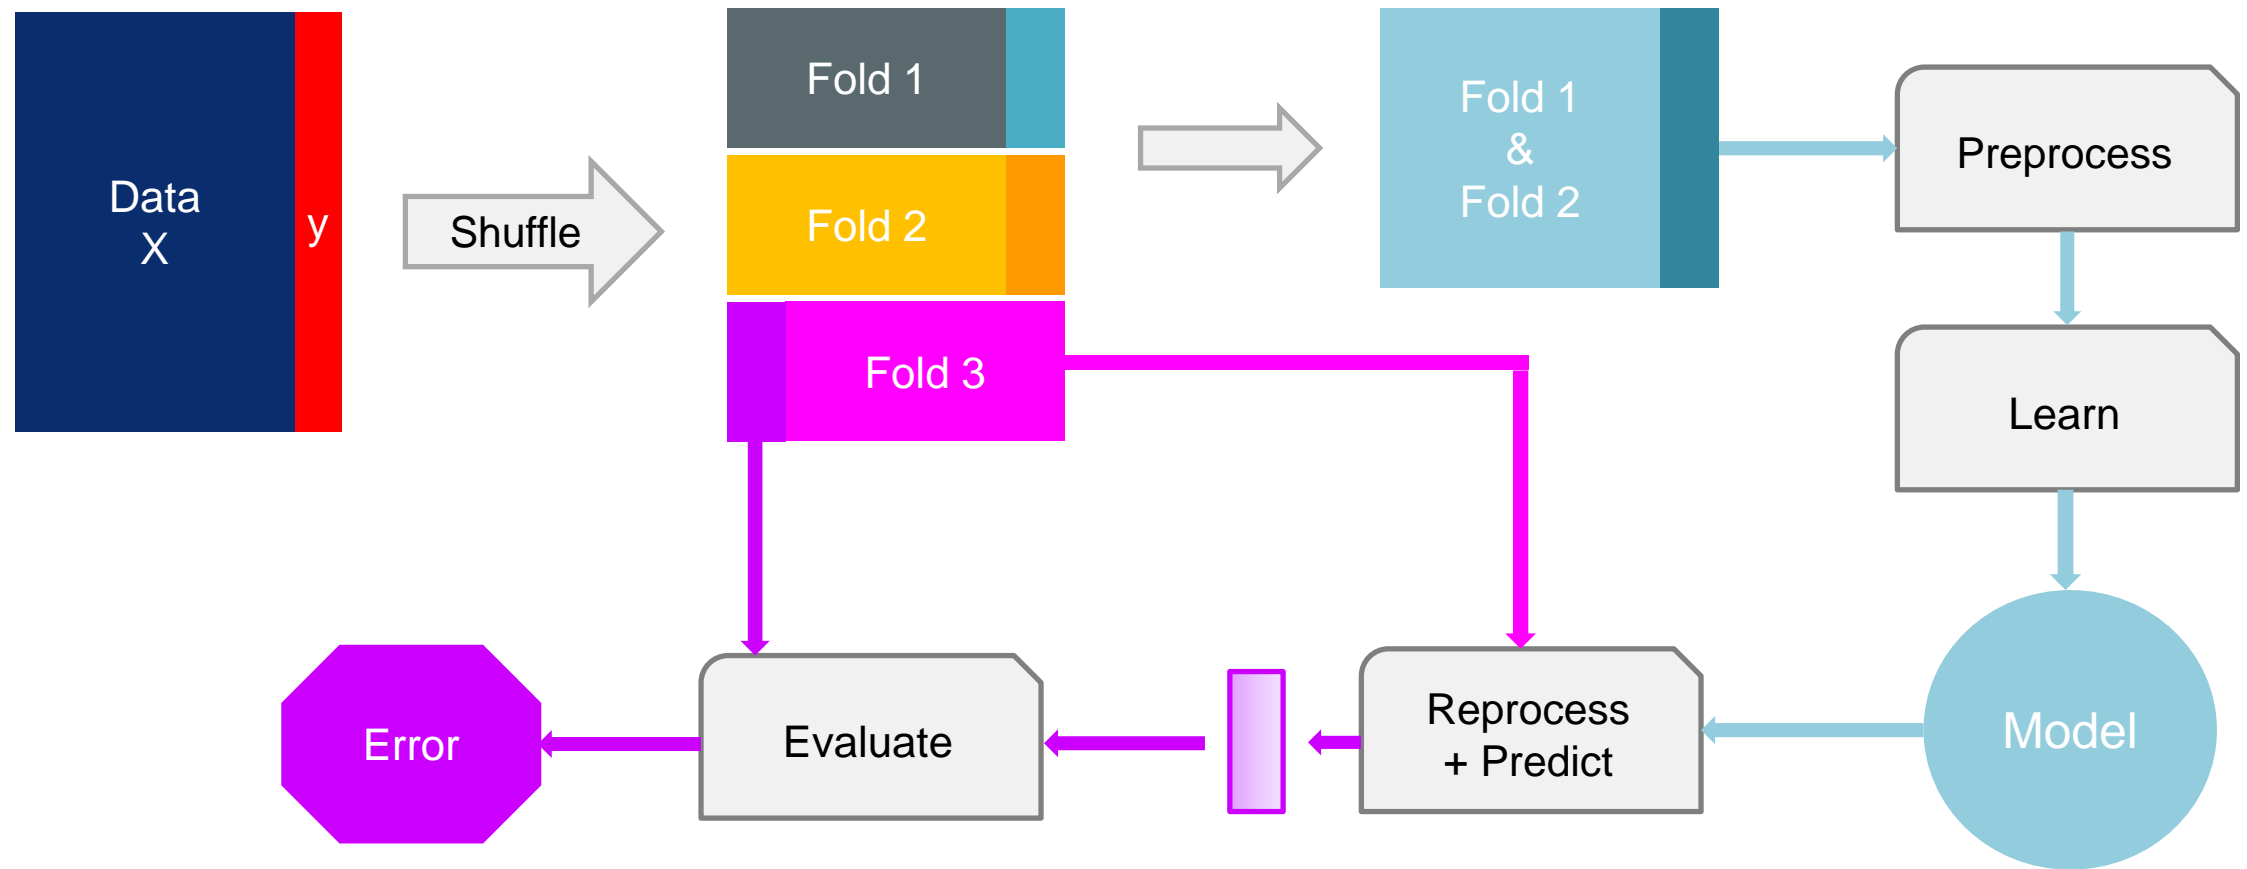 Data
X
y
Shuffle
Fold 1
Fold 2
Fold 3
Fold 1
&
Fold 2
Preprocess
Learn
Model
Reprocess
+ Predict
Evaluate
Error